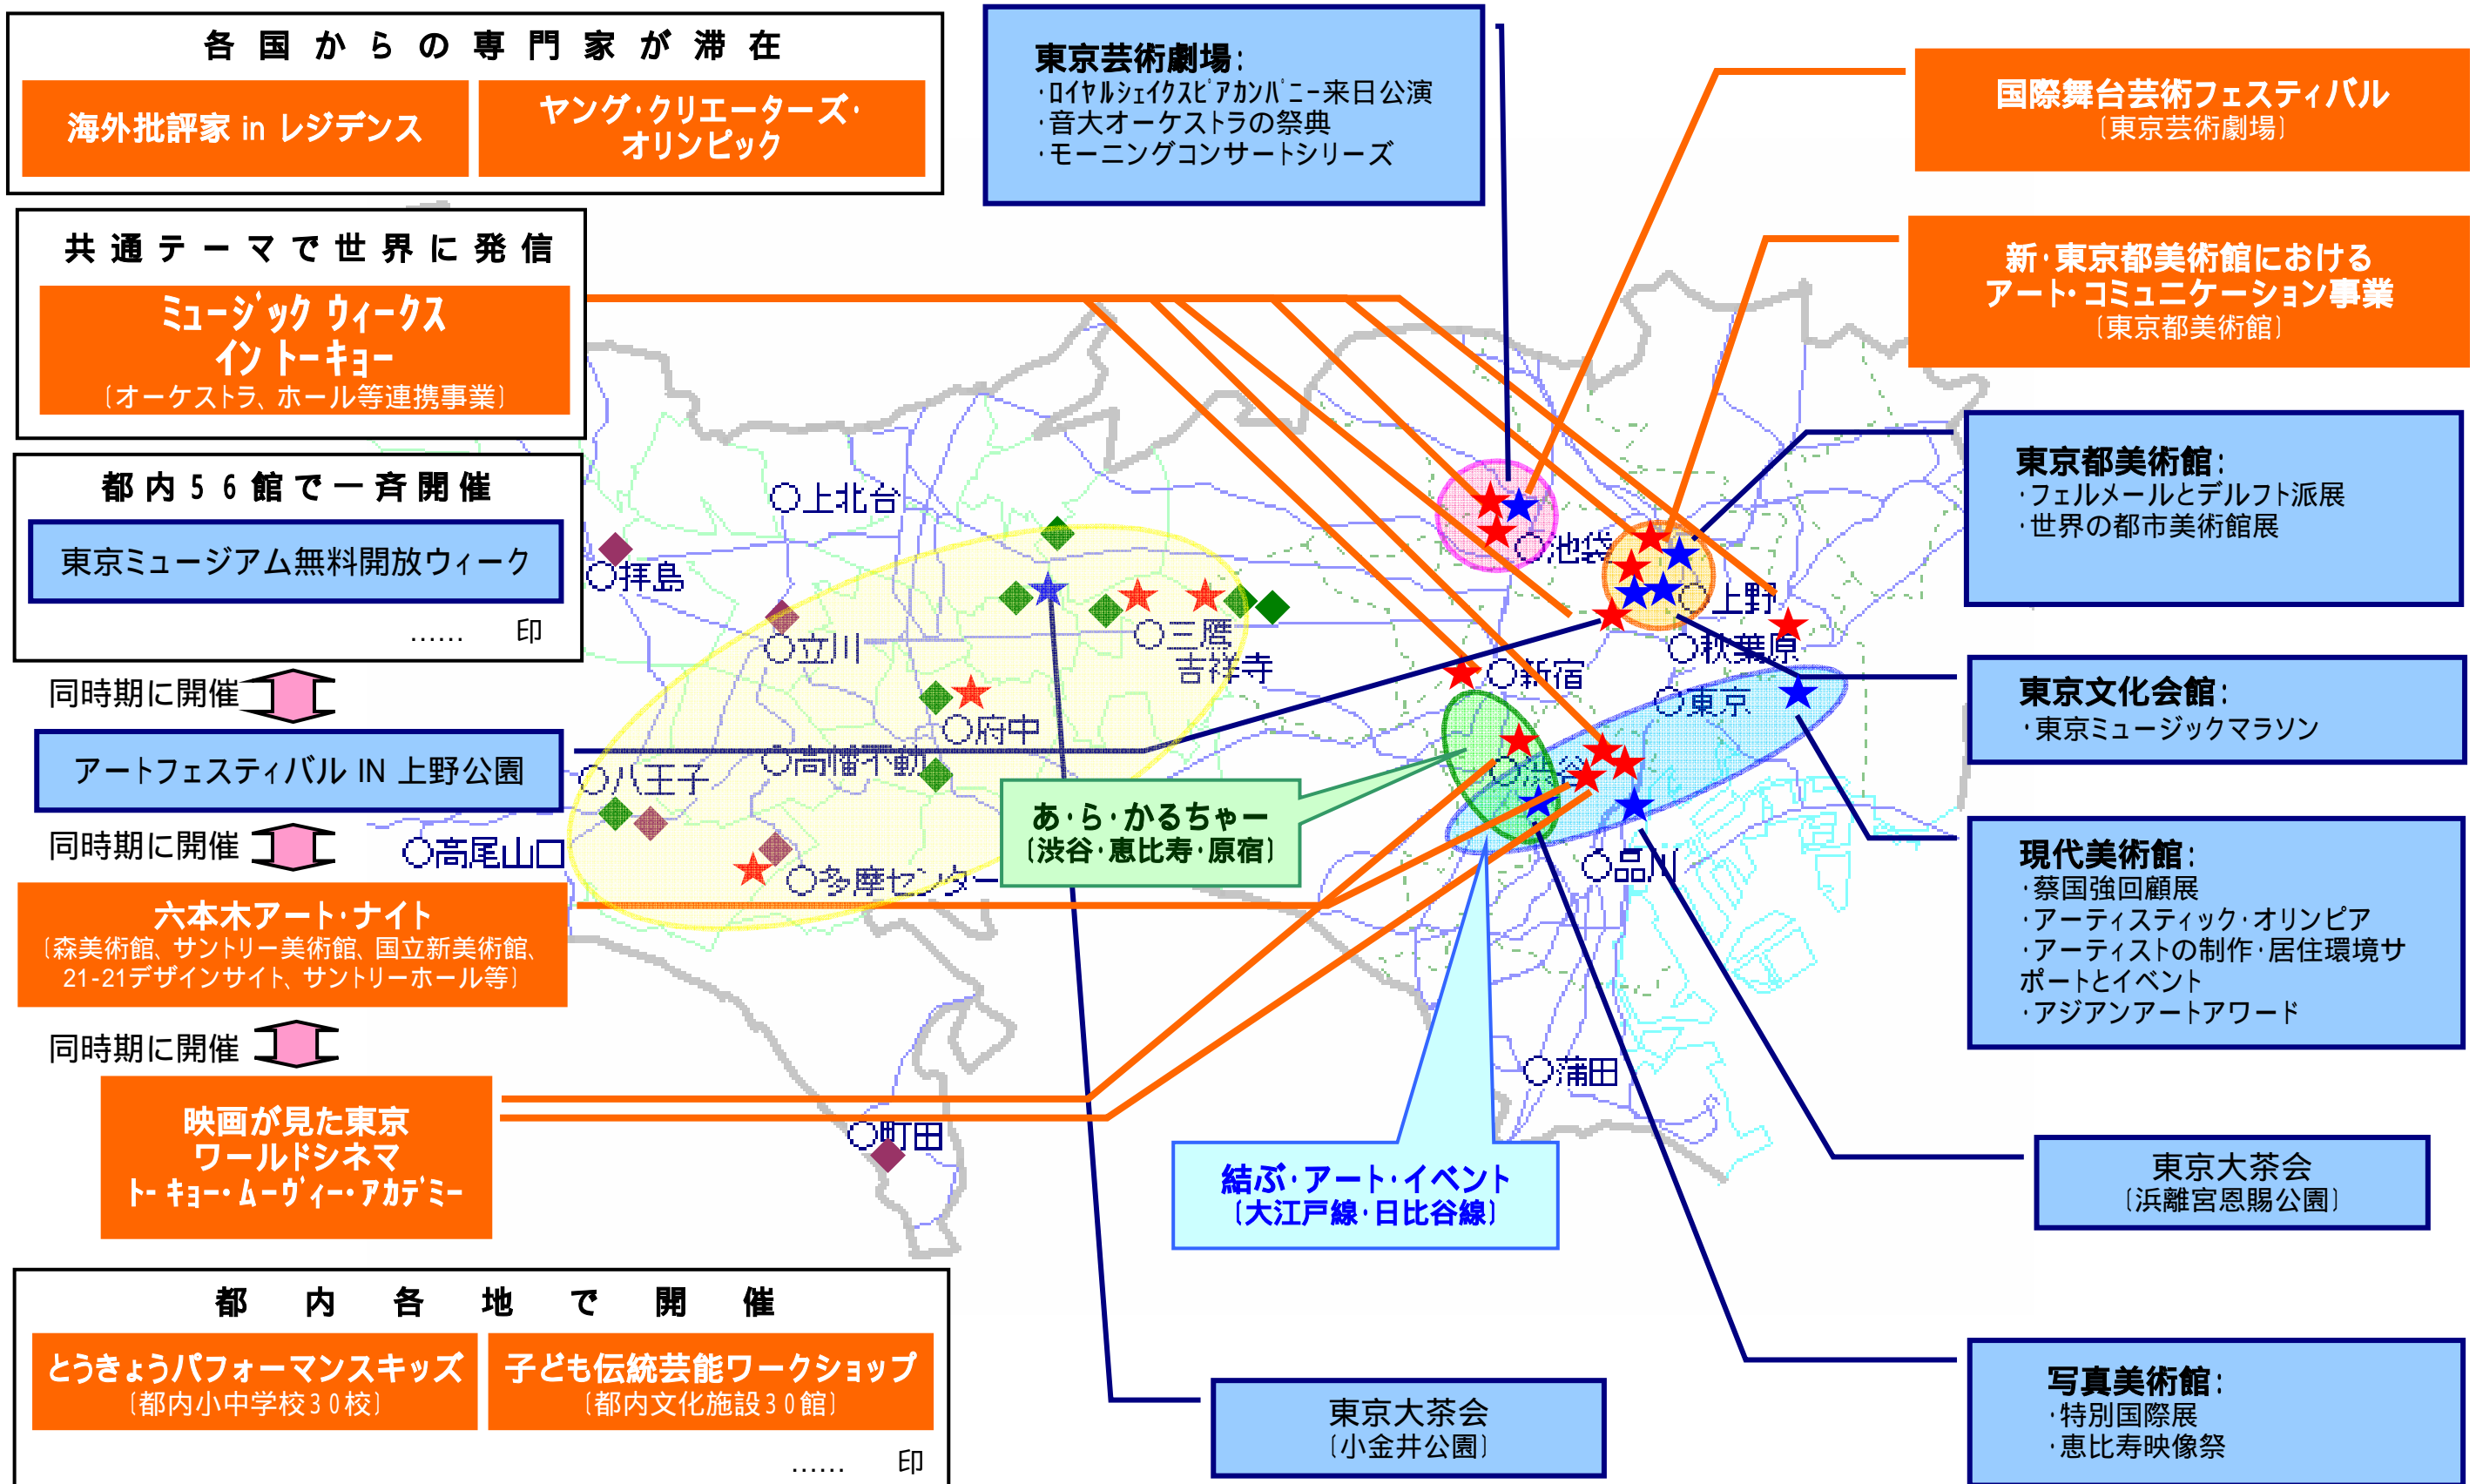 各国からの専門家が滞在
海外批評家 in レジデンス
ヤング・クリエーターズ・
オリンピック
共通テーマで世界に発信
ミュージック ウィークス
イン トーキョー
〔オーケストラ、ホール等連携事業〕
都内56館で一斉開催
東京ミュージアム無料開放ウィーク
…… 印
同時期に開催
アートフェスティバル IN 上野公園
同時期に開催
六本木アート・ナイト
〔森美術館、サントリー美術館、国立新美術館、
21-21デザインサイト、サントリーホール等〕
同時期に開催
映画が見た東京
ワールドシネマ
トーキョー・ムーヴィー・アカデミー
都内各地で開催
とうきょうパフォーマンスキッズ
〔都内小中学校30校〕
子ども伝統芸能ワークショップ
〔都内文化施設30館〕
…… 印
東京芸術劇場:
・ロイヤルシェイクスピアカンパニー来日公演
・音大オーケストラの祭典
・モーニングコンサートシリーズ
国際舞台芸術フェスティバル
〔東京芸術劇場〕
新・東京都美術館における
アート・コミュニケーション事業
〔東京都美術館〕
東京都美術館:
・フェルメールとデルフト派展
・世界の都市美術館展
東京文化会館:
・東京ミュージックマラソン
現代美術館:
・蔡国強回顧展
・アーティスティック・オリンピア
・アーティストの制作・居住環境サ
ポートとイベント
・アジアンアートアワード
東京大茶会
〔浜離宮恩賜公園〕
写真美術館:
・特別国際展
・恵比寿映像祭
東京大茶会
〔小金井公園〕
あ・ら・かるちゃー
〔渋谷・恵比寿・原宿〕
結ぶ・アート・イベント
〔大江戸線・日比谷線〕
○上北台
○拝島
○立川
○三鷹
吉祥寺
○府中
○高幡不動
○八王子
○高尾山口
○多摩センター
○町田
○池袋
○上野
○秋葉原
○新宿
○東京
○渋谷
○品川
○蒲田